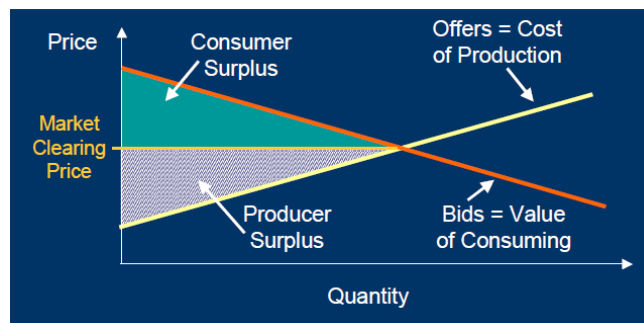 Price
Consumer
Surplus
Offers = Cost
of Production
Market
Clearing
Price
Producer
Surplus
Bids = Value
of Consuming
Quantity